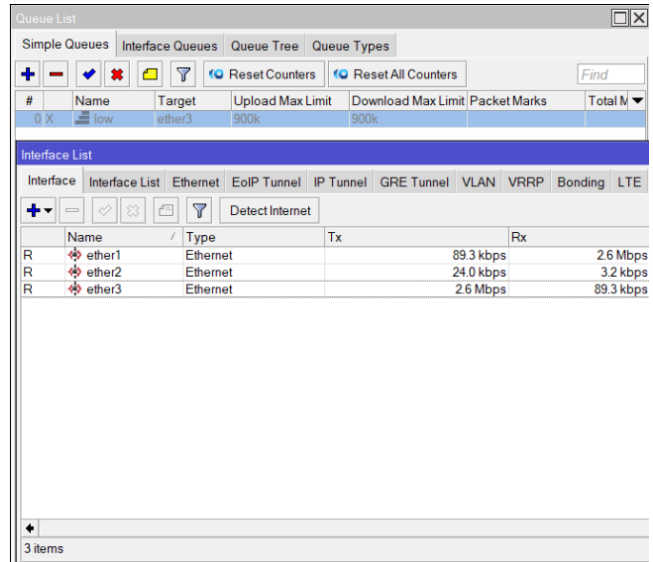 Queue List
Simple Queues Interface Queues Queue Tree Queue Types
Reset Counters Reset All Counters Find
# Name Target Upload Max Limit Download Max Limit Packet Marks Total M
0 X low ether3 900k 900k
Interface List
Interface Interface List Ethernet EoIP Tunnel IP Tunnel GRE Tunnel VLAN VRRP Bonding LTE
Detect Internet
Name / Type Tx Rx
R ether1 Ethernet 89.3 kbps 2.6 Mbps
R ether2 Ethernet 24.0 kbps 3.2 kbps
R ether3 Ethernet 2.6 Mbps 89.3 kbps
3 items